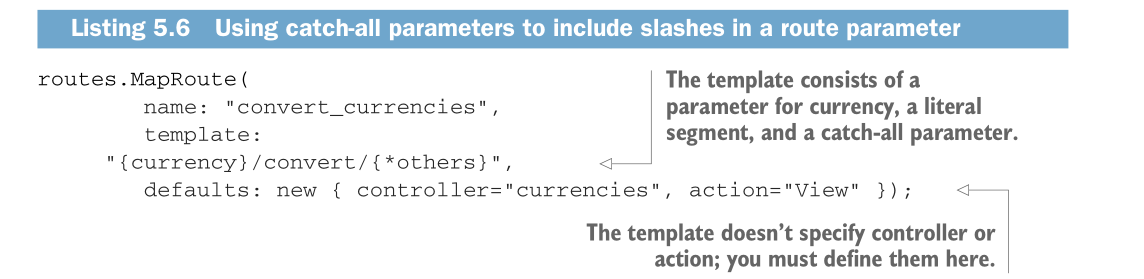 Listing 5.6 Using catch-all parameters to include slashes in a route parameter
routes.MapRoute(
name: "convert_currencies",
template:
"{currency}/convert/{*others}",
defaults: new { controller="currencies", action="View" });
The template consists of a
parameter for currency, a literal
segment, and a catch-all parameter.
The template doesn’t specify controller or
action; you must define them here.